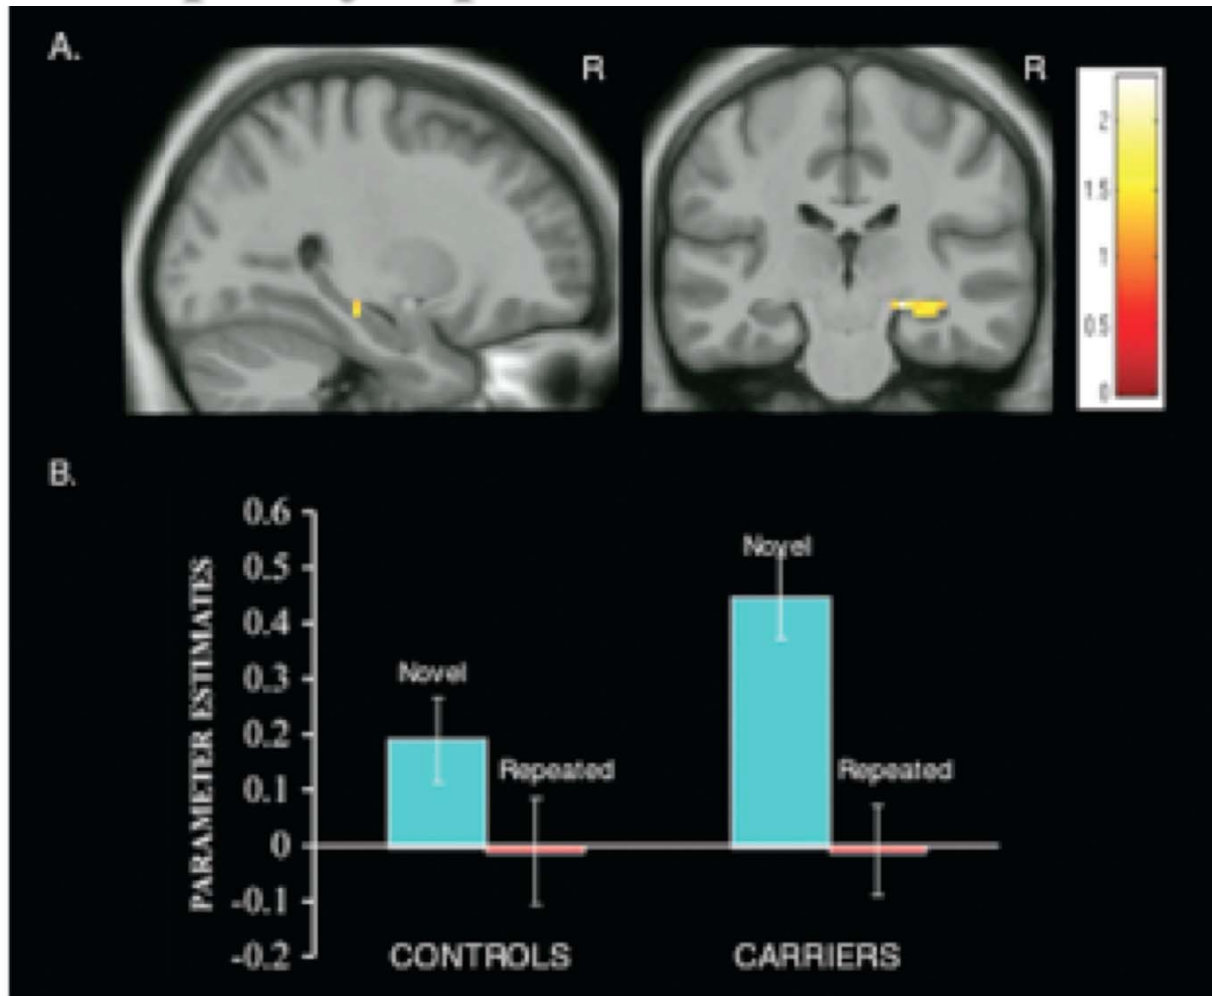 A.
R
R
2
1.5
1
0.5
0
B.
0.6
0.5
0.4
0.3
0.2
0.1
0
-0.1
-0.2
PARAMETER ESTIMATES
Novel
Repeated
Novel
Repeated
CONTROLS
CARRIERS